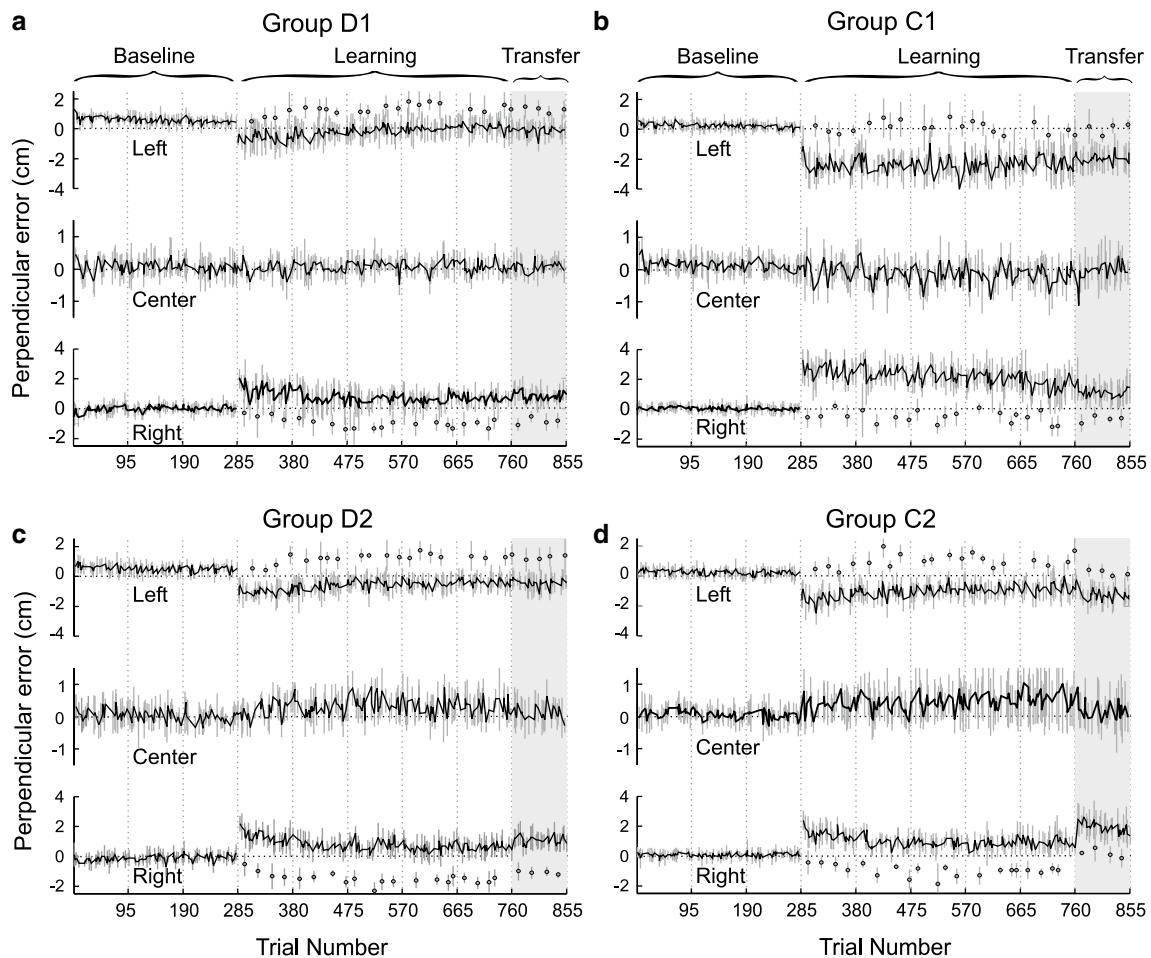 a
Group D1
Baseline
Learning
Transfer
2
0
-2
-4
Left
1
0
-1
Center
4
2
0
-2
Right
95 190 285 380 475 570 665 760 855
Perpendicular error (cm)
b
Group C1
Baseline
Learning
Transfer
2
0
-2
-4
Left
1
0
-1
Center
4
2
0
-2
Right
95 190 285 380 475 570 665 760 855
c
Group D2
2
0
-2
-4
Left
1
0
-1
Center
4
2
0
-2
Right
95 190 285 380 475 570 665 760 855
Perpendicular error (cm)
Trial Number
d
Group C2
2
0
-2
-4
Left
1
0
-1
Center
4
2
0
-2
Right
95 190 285 380 475 570 665 760 855
Trial Number